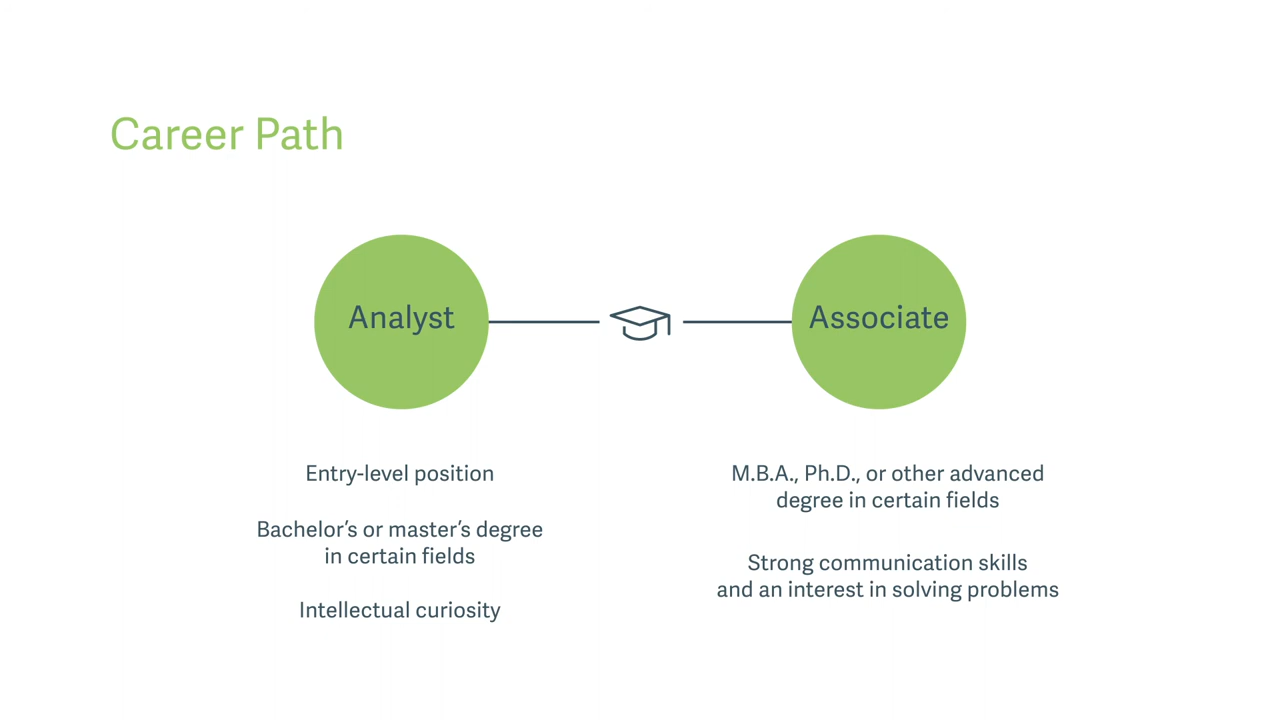 Career Path
Analyst
Associate
Entry-level position
Bachelor’s or master’s degree
in certain fields
Intellectual curiosity
M.B.A., Ph.D., or other advanced
degree in certain fields
Strong communication skills
and an interest in solving problems